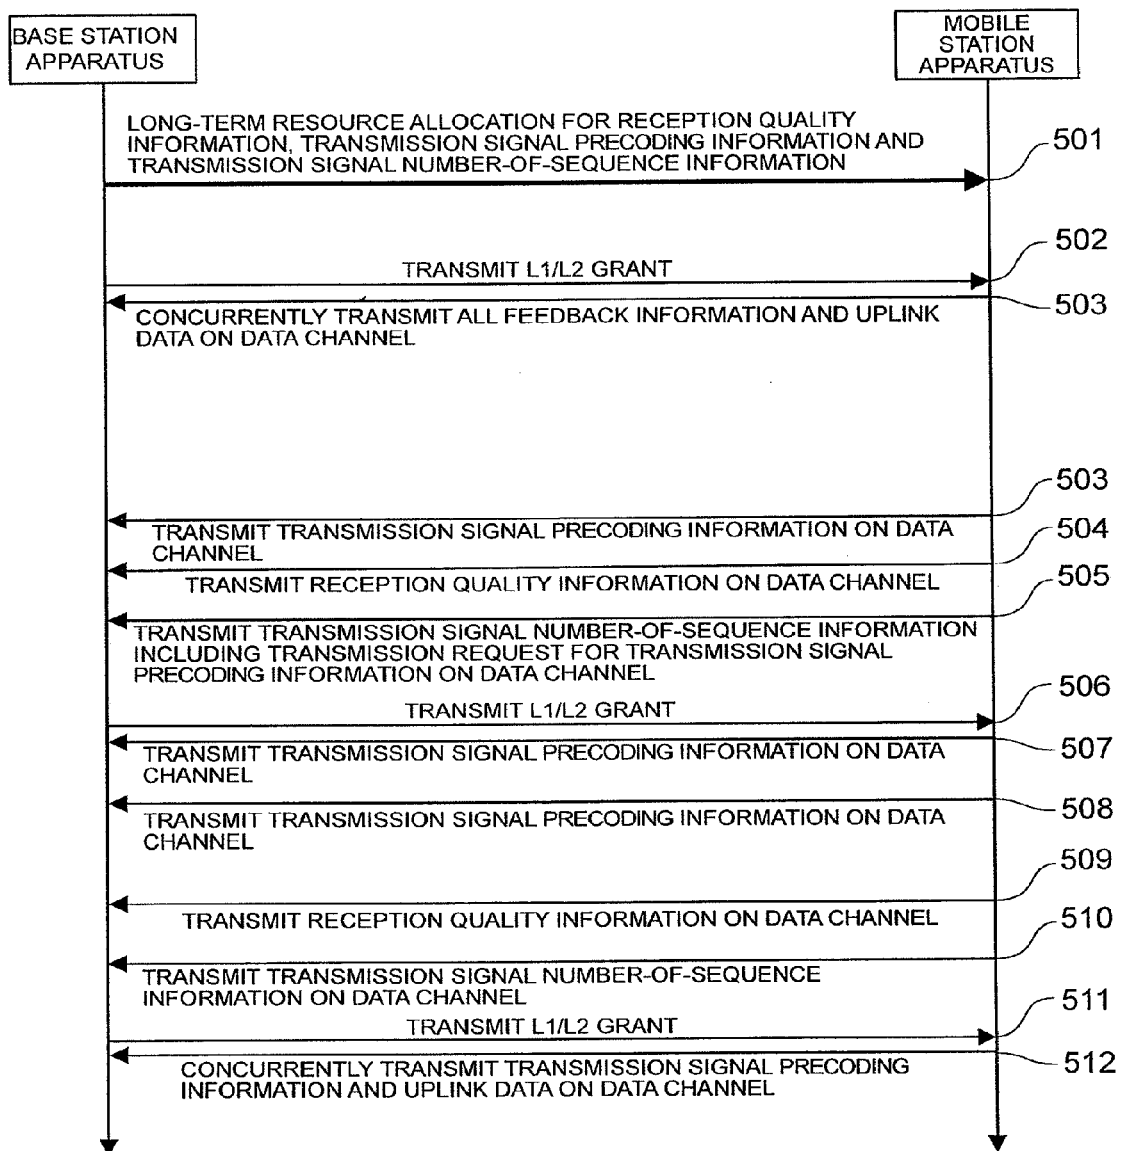 BASE STATION
APPARATUS
MOBILE
STATION
APPARATUS
LONG-TERM RESOURCE ALLOCATION FOR RECEPTION QUALITY
INFORMATION, TRANSMISSION SIGNAL PRECODING INFORMATION AND
TRANSMISSION SIGNAL NUMBER-OF-SEQUENCE INFORMATION
501
TRANSMIT L1/L2 GRANT
502
503
CONCURRENTLY TRANSMIT ALL FEEDBACK INFORMATION AND UPLINK
DATA ON DATA CHANNEL
503
TRANSMIT TRANSMISSION SIGNAL PRECODING INFORMATION ON DATA
CHANNEL
504
TRANSMIT RECEPTION QUALITY INFORMATION ON DATA CHANNEL
505
TRANSMIT TRANSMISSION SIGNAL NUMBER-OF-SEQUENCE INFORMATION
INCLUDING TRANSMISSION REQUEST FOR TRANSMISSION SIGNAL
PRECODING INFORMATION ON DATA CHANNEL
506
TRANSMIT L1/L2 GRANT
507
TRANSMIT TRANSMISSION SIGNAL PRECODING INFORMATION ON DATA
CHANNEL
508
TRANSMIT TRANSMISSION SIGNAL PRECODING INFORMATION ON DATA
CHANNEL
509
TRANSMIT RECEPTION QUALITY INFORMATION ON DATA CHANNEL
510
TRANSMIT TRANSMISSION SIGNAL NUMBER-OF-SEQUENCE
INFORMATION ON DATA CHANNEL
511
TRANSMIT L1/L2 GRANT
512
CONCURRENTLY TRANSMIT TRANSMISSION SIGNAL PRECODING
INFORMATION AND UPLINK DATA ON DATA CHANNEL